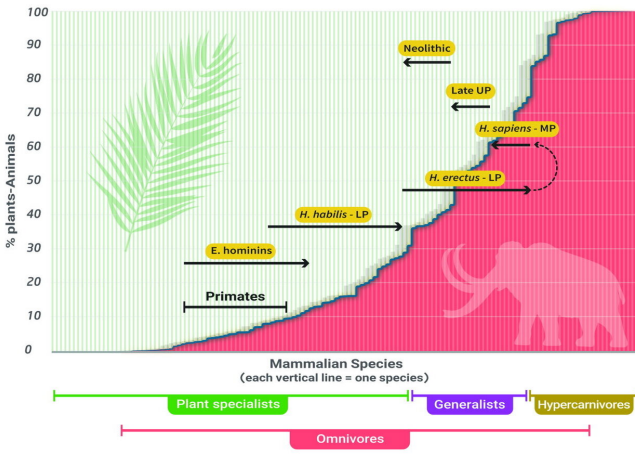 100
90
80
70
60
50
40
30
20
10
0
% plants-Animals
Neolithic
Late UP
H. sapiens - MP
H. erectus - LP
H. habilis - LP
E. hominins
Primates
Mammalian Species
(each vertical line = one species)
Plant specialists
Generalists
Hypercarnivores
Omnivores